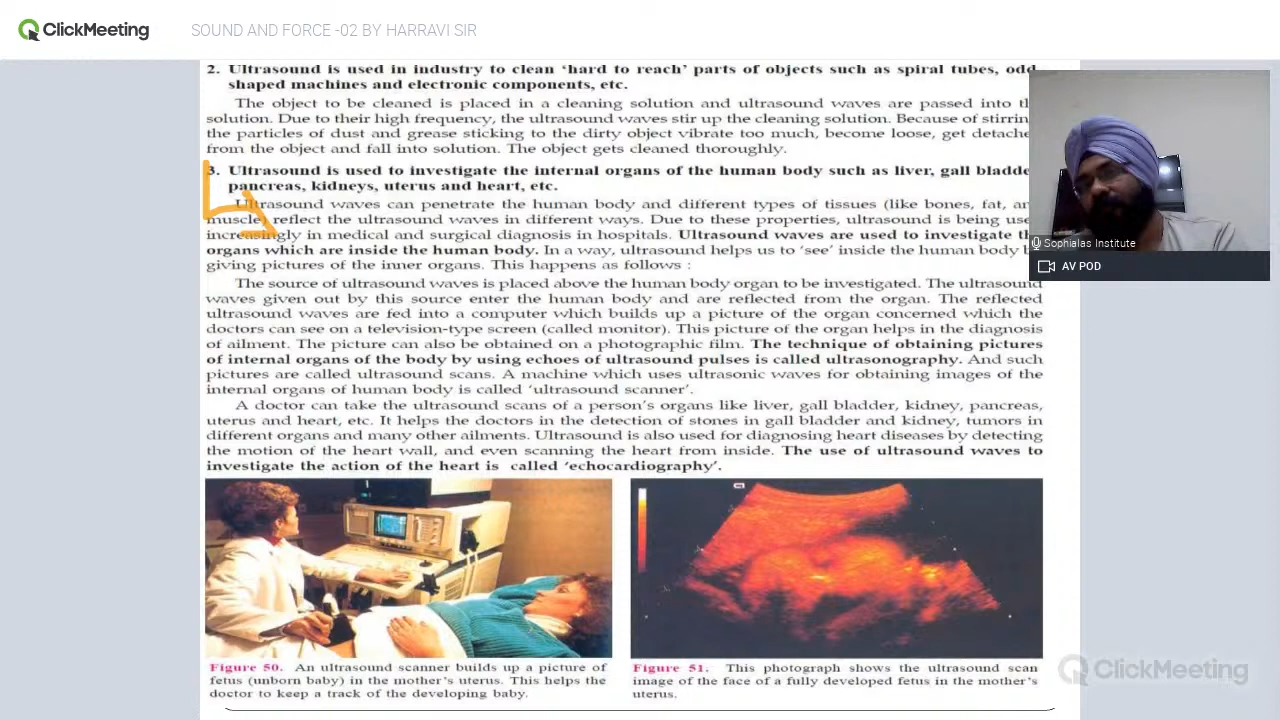 ClickMeeting
SOUND AND FORCE -02 BY HARRAVI SIR
2. Ultrasound is used in industry to clean ‘hard to reach’ parts of objects such as spiral tubes, odd
shaped machines and electronic components, etc.
The object to be cleaned is placed in a cleaning solution and ultrasound waves are passed into
solution. Due to their high frequency, the ultrasound waves stir up the cleaning solution. Because of
the particles of dust and grease sticking to the dirty object vibrate too much, become loose, get
from the object and fall into solution. The object gets cleaned thoroughly.
3. Ultrasound is used to investigate the internal organs of the human body such as liver, gall
pancreas, kidneys, uterus and heart, etc.
Ultrasound waves can penetrate the human body and different types of tissues (like bones, fat,
muscle) reflect the ultrasound waves in different ways. Due to these properties, ultrasound is being
increasingly in medical and surgical diagnosis in hospitals. Ultrasound waves are used to investigate
organs which are inside the human body. In a way, ultrasound helps us to ‘see’ inside the human body
giving pictures of the inner organs. This happens as follows :
The source of ultrasound waves is placed above the human body organ to be investigated. The ultrasound
waves given out by this source enter the human body and are reflected from the organ. The reflected
ultrasound waves are fed into a computer which builds up a picture of the organ concerned which the
doctors can see on a television-type screen (called monitor). This picture of the organ helps in the diagnosis
of ailment. The picture can also be obtained on a photographic film. The technique of obtaining pictures
of internal organs of the body by using echoes of ultrasound pulses is called ultrasonography. And such
pictures are called ultrasound scans. A machine which uses ultrasonic waves for obtaining images of the
internal organs of human body is called ‘ultrasound scanner’.
A doctor can take the ultrasound scans of a person’s organs like liver, gall bladder, kidney, pancreas,
uterus and heart, etc. It helps the doctors in the detection of stones in gall bladder and kidney, tumors in
different organs and many other ailments. Ultrasound is also used for diagnosing heart diseases by detecting
the motion of the heart wall, and even scanning the heart from inside. The use of ultrasound waves to
investigate the action of the heart is called ‘echocardiography’.
Figure 50. An ultrasound scanner builds up a picture of
fetus (unborn baby) in the mother’s uterus. This helps the
doctor to keep a track of the developing baby.
Figure 51. This photograph shows the ultrasound scan
image of the face of a fully developed fetus in the mother’s
uterus.
Sophialas Institute
AV POD
ClickMeeting